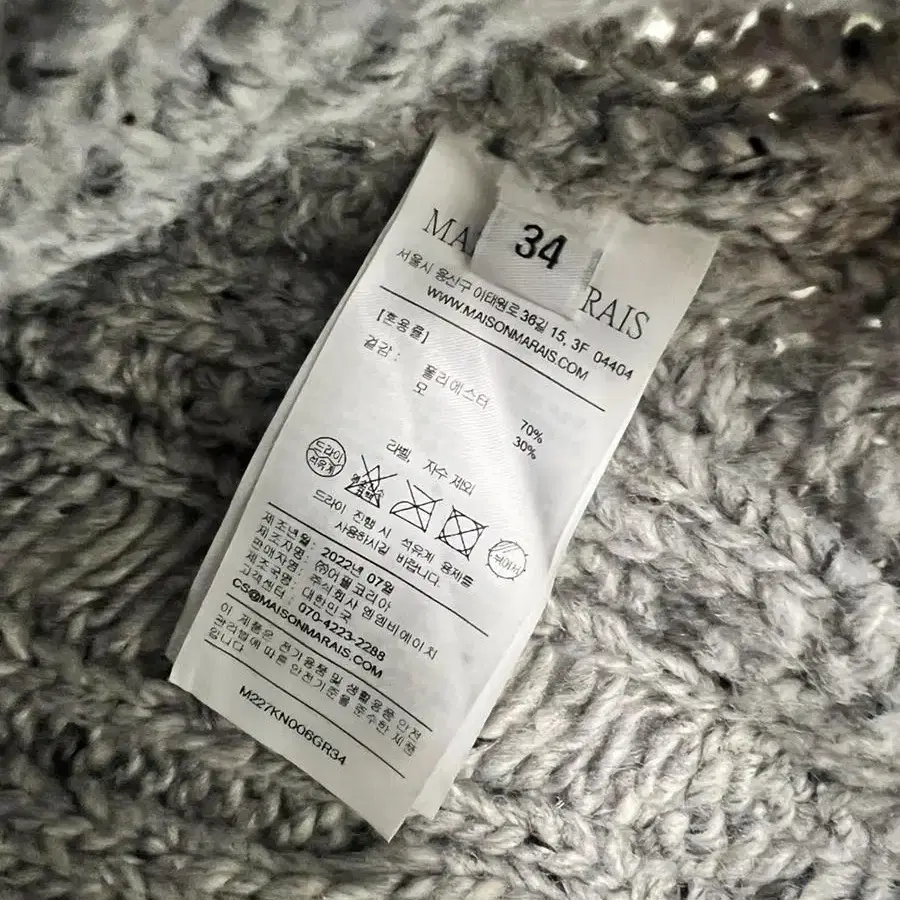 34
MA RAIS
서울시 용산구 이태원로 36길 15, 3F 04404
WWW.MAISONMARAIS.COM
[혼용률]
겉감 : 폴리에스터 70%
모 30%
라벨, 자수 제외
드라이
석유계
드라이 진행 시 석유계 용제를
사용하시길 바랍니다.
제조년월 : 2022년 07월
제조자명 : ㈜어펄코리아
판매자명 : 주식회사 엠엠비에이치
제조국명 : 대한민국
고객센터 : 070-4223-2288
CS@MAISONMARAIS.COM
이 제품은 전기용품 및 생활용품 안전
관리법에 따른 안전기준을 준수한 제품
입니다
M227KN006GR34